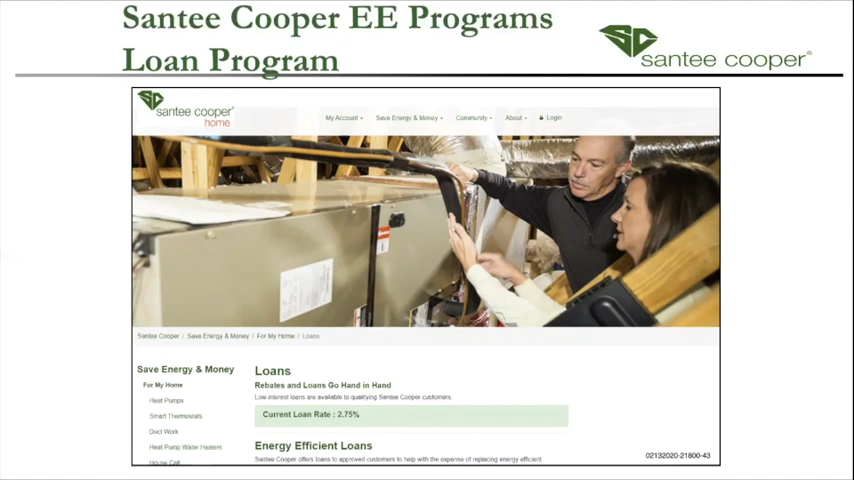 Santee Cooper EE Programs
Loan Program
santee cooper®
santee cooper®
home
My Account
Save Energy & Money
Community
About
Login
Santee Cooper / Save Energy & Money / For My Home / Loans
Save Energy & Money
For My Home
Heat Pumps
Smart Thermostats
Duct Work
Heat Pump Water Heaters
House Call
Loans
Rebates and Loans Go Hand in Hand
Low-interest loans are available to qualifying Santee Cooper customers.
Current Loan Rate : 2.75%
Energy Efficient Loans
Santee Cooper offers loans to approved customers to help with the expense of replacing energy efficient
02132020-21800-43